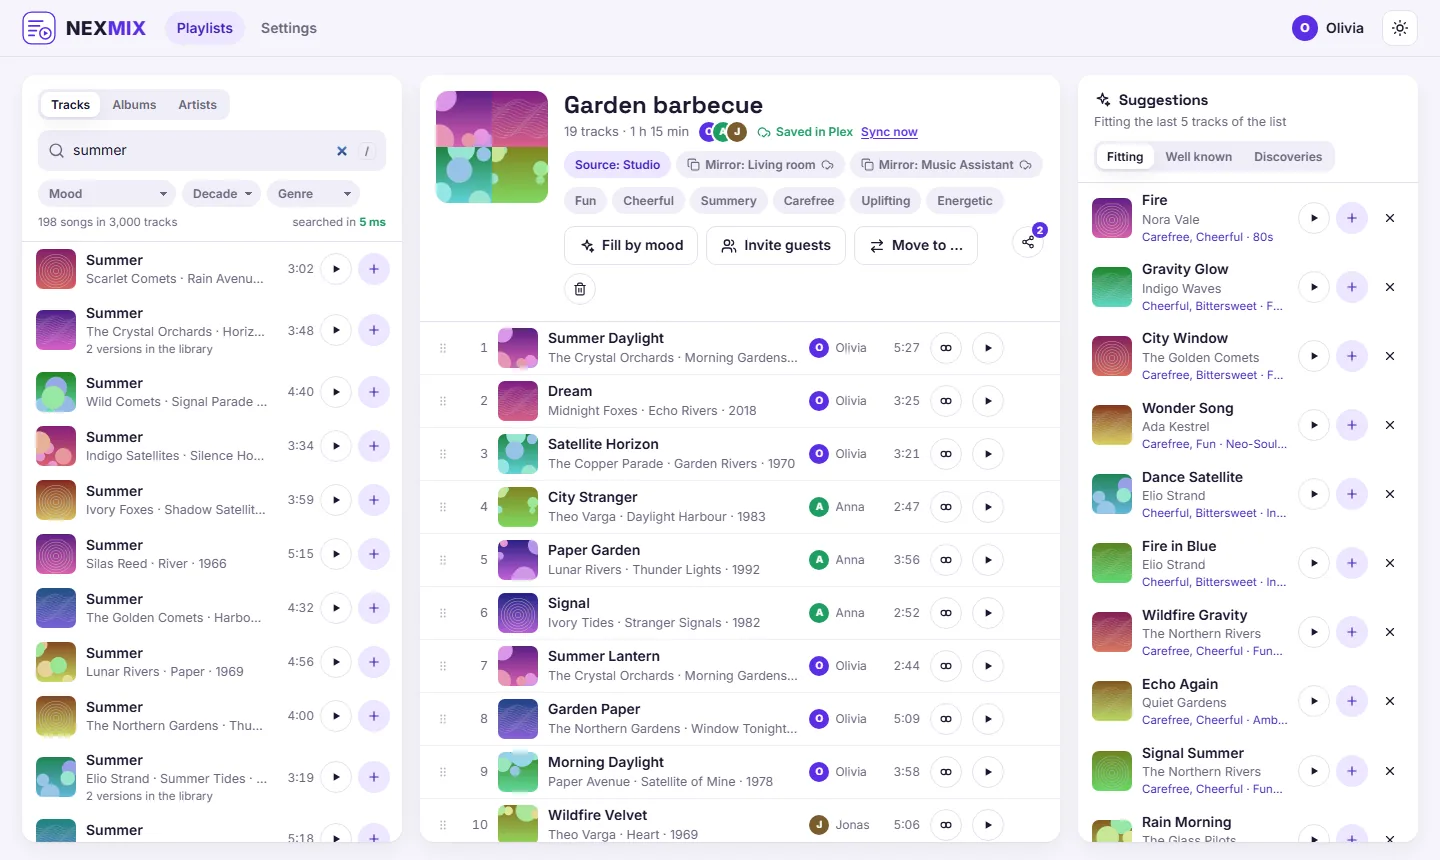 NEXMIX
Playlists
Settings
O
Olivia
Tracks
Albums
Artists
summer
/
Mood
Decade
Genre
198 songs in 3,000 tracks
searched in 5 ms
Summer
3:02
Scarlet Comets · Rain Avenu...
Summer
The Crystal Orchards · Horiz...
3:48
2 versions in the library
Summer
4:40
Wild Comets · Signal Parade ...
Summer
3:34
Indigo Satellites · Silence Ho...
Summer
3:59
Ivory Foxes · Shadow Satellit...
Summer
5:15
Silas Reed · River · 1966
Summer
4:32
The Golden Comets · Harbo...
Summer
4:56
Lunar Rivers · Paper · 1969
Summer
4:00
The Northern Gardens · Thu...
Summer
Elio Strand · Summer Tides · ...
3:19
2 versions in the library
Summer
5:18
Garden barbecue
19 tracks · 1 h 15 min
O A J
Saved in Plex
Sync now
Source: Studio
Mirror: Living room
Mirror: Music Assistant
Fun
Cheerful
Summery
Carefree
Uplifting
Energetic
Fill by mood
Invite guests
Move to ...
2
1
Summer Daylight
The Crystal Orchards · Morning Gardens...
O
Olivia
5:27
2
Dream
Midnight Foxes · Echo Rivers · 2018
O
Olivia
3:25
3
Satellite Horizon
The Copper Parade · Garden Rivers · 1970
O
Olivia
3:21
4
City Stranger
Theo Varga · Daylight Harbour · 1983
A
Anna
2:47
5
Paper Garden
Lunar Rivers · Thunder Lights · 1992
A
Anna
3:56
6
Signal
Ivory Tides · Stranger Signals · 1982
A
Anna
2:52
7
Summer Lantern
The Crystal Orchards · Morning Gardens...
O
Olivia
2:44
8
Garden Paper
The Northern Gardens · Window Tonight...
O
Olivia
5:09
9
Morning Daylight
Paper Avenue · Satellite of Mine · 1978
O
Olivia
3:58
10
Wildfire Velvet
Theo Varga · Heart · 1969
J
Jonas
5:06
Suggestions
Fitting the last 5 tracks of the list
Fitting
Well known
Discoveries
Fire
Nora Vale
Carefree, Cheerful · 80s
Gravity Glow
Indigo Waves
Cheerful, Bittersweet · F...
City Window
The Golden Comets
Carefree, Bittersweet · F...
Wonder Song
Ada Kestrel
Carefree, Fun · Neo-Soul...
Dance Satellite
Elio Strand
Cheerful, Bittersweet · In...
Fire in Blue
Elio Strand
Cheerful, Bittersweet · In...
Wildfire Gravity
The Northern Rivers
Carefree, Cheerful · Fun...
Echo Again
Quiet Gardens
Carefree, Cheerful · Amb...
Signal Summer
The Northern Rivers
Carefree, Cheerful · Fun...
Rain Morning
The Glass Pilots